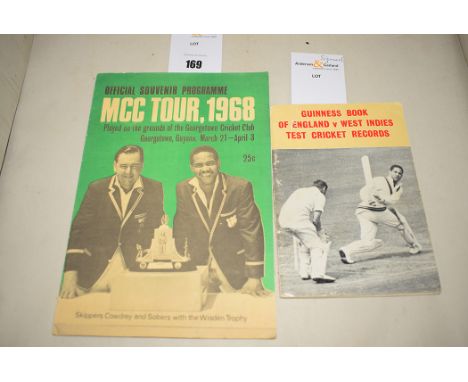 LOT
169
Anderson & Garland
LOT
OFFICIAL SOUVENIR PROGRAMME
MCC TOUR, 1968
Played on the grounds of the Georgetown Cricket Club
Georgetown, Guyana, March 21—April 3
25c
Skippers Cowdrey and Sobers with the Wisden Trophy
GUINNESS BOOK
OF ENGLAND v WEST INDIES
TEST CRICKET RECORDS